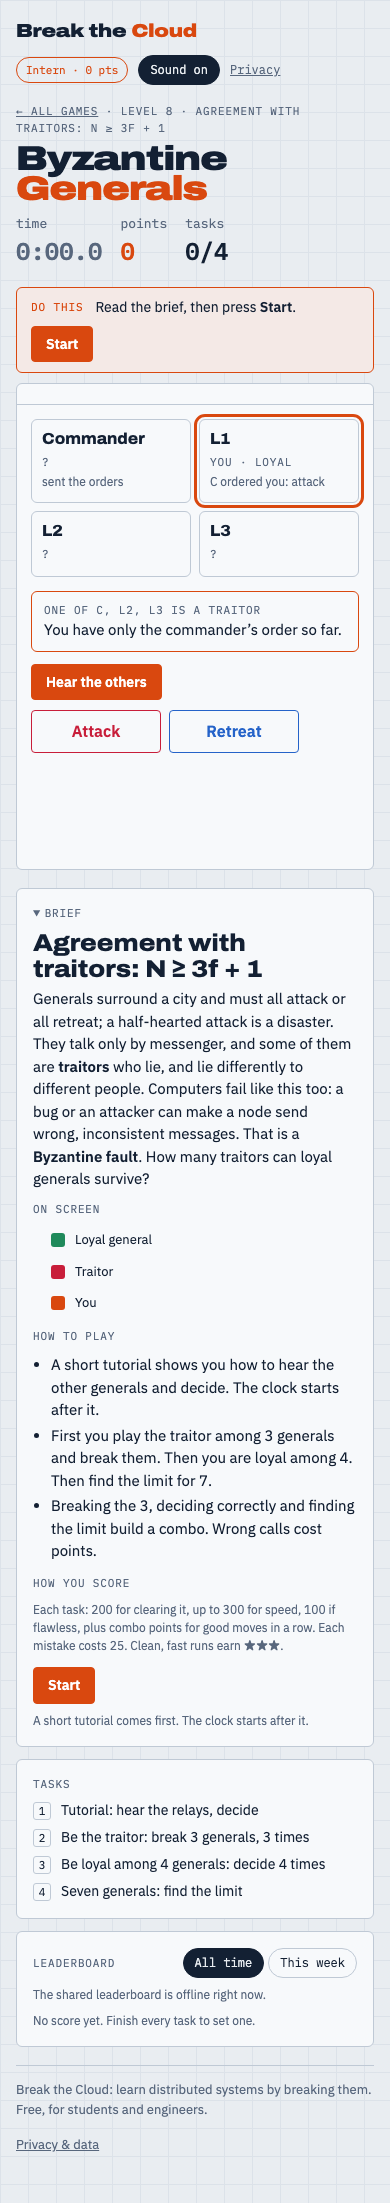 Break the Cloud
Intern · 0 pts
Sound on
Privacy
← ALL GAMES · LEVEL 8 · AGREEMENT WITH
TRAITORS: N ≥ 3F + 1
Byzantine
Generals
time points tasks
0:00.0 0 0/4
DO THIS Read the brief, then press Start.
Start
Commander
?
sent the orders
L1
YOU · LOYAL
C ordered you: attack
L2
?
L3
?
ONE OF C, L2, L3 IS A TRAITOR
You have only the commander’s order so far.
Hear the others
Attack
Retreat
▼ BRIEF
Agreement with
traitors: N ≥ 3f + 1
Generals surround a city and must all attack or
all retreat; a half-hearted attack is a disaster.
They talk only by messenger, and some of them
are traitors who lie, and lie differently to
different people. Computers fail like this too: a
bug or an attacker can make a node send
wrong, inconsistent messages. That is a
Byzantine fault. How many traitors can loyal
generals survive?
ON SCREEN
Loyal general
Traitor
You
HOW TO PLAY
• A short tutorial shows you how to hear the
other generals and decide. The clock starts
after it.
• First you play the traitor among 3 generals
and break them. Then you are loyal among 4.
Then find the limit for 7.
• Breaking the 3, deciding correctly and finding
the limit build a combo. Wrong calls cost
points.
HOW YOU SCORE
Each task: 200 for clearing it, up to 300 for speed, 100 if
flawless, plus combo points for good moves in a row. Each
mistake costs 25. Clean, fast runs earn ★★★.
Start
A short tutorial comes first. The clock starts after it.
TASKS
1 Tutorial: hear the relays, decide
2 Be the traitor: break 3 generals, 3 times
3 Be loyal among 4 generals: decide 4 times
4 Seven generals: find the limit
LEADERBOARD
All time
This week
The shared leaderboard is offline right now.
No score yet. Finish every task to set one.
Break the Cloud: learn distributed systems by breaking them.
Free, for students and engineers.
Privacy & data